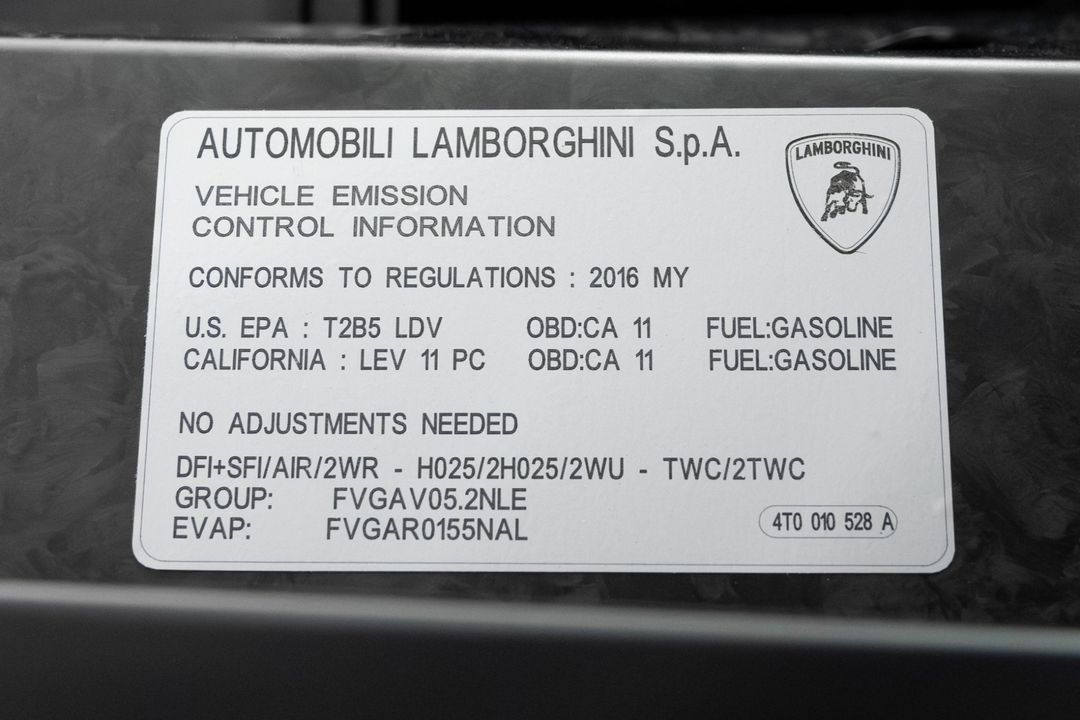 AUTOMOBILI LAMBORGHINI S.p.A.
LAMBORGHINI
VEHICLE EMISSION
CONTROL INFORMATION
CONFORMS TO REGULATIONS : 2016 MY
U.S. EPA : T2B5 LDV OBD:CA 11 FUEL:GASOLINE
CALIFORNIA : LEV 11 PC OBD:CA 11 FUEL:GASOLINE
NO ADJUSTMENTS NEEDED
DFI+SFI/AIR/2WR - H025/2H025/2WU - TWC/2TWC
GROUP: FVGAV05.2NLE
EVAP: FVGAR0155NAL
4T0 010 528 A